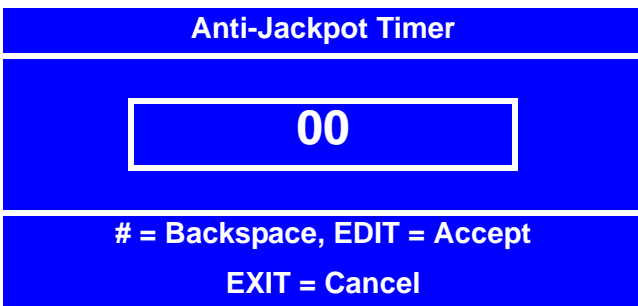 Anti-Jackpot Timer
00
# = Backspace, EDIT = Accept
EXIT = Cancel